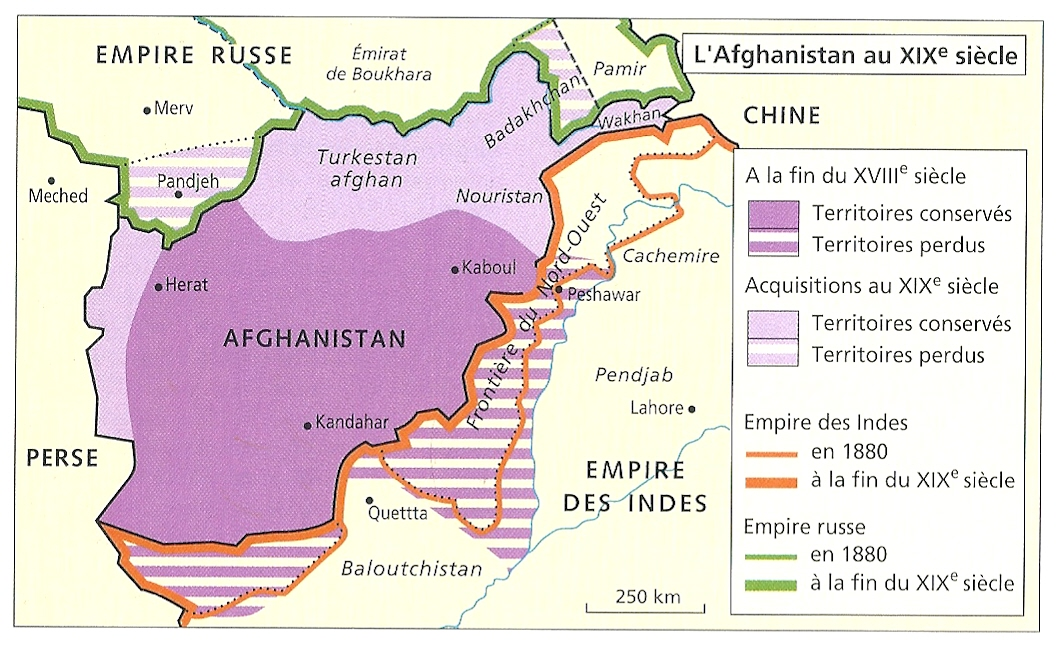 L'Afghanistan au XIXe siècle
EMPIRE RUSSE
Émirat
de Boukhara
Pamir
Merv
Badakhchan
Wakhan
CHINE
Meched
Pandjeh
Turkestan
afghan
Nouristan
Herat
Kaboul
Cachemire
Peshawar
Frontière du Nord-Ouest
AFGHANISTAN
Pendjab
Lahore
Kandahar
PERSE
EMPIRE
DES INDES
Quettta
Baloutchistan
250 km
A la fin du XVIIIe siècle
Territoires conservés
Territoires perdus
Acquisitions au XIXe siècle
Territoires conservés
Territoires perdus
Empire des Indes
en 1880
à la fin du XIXe siècle
Empire russe
en 1880
à la fin du XIXe siècle